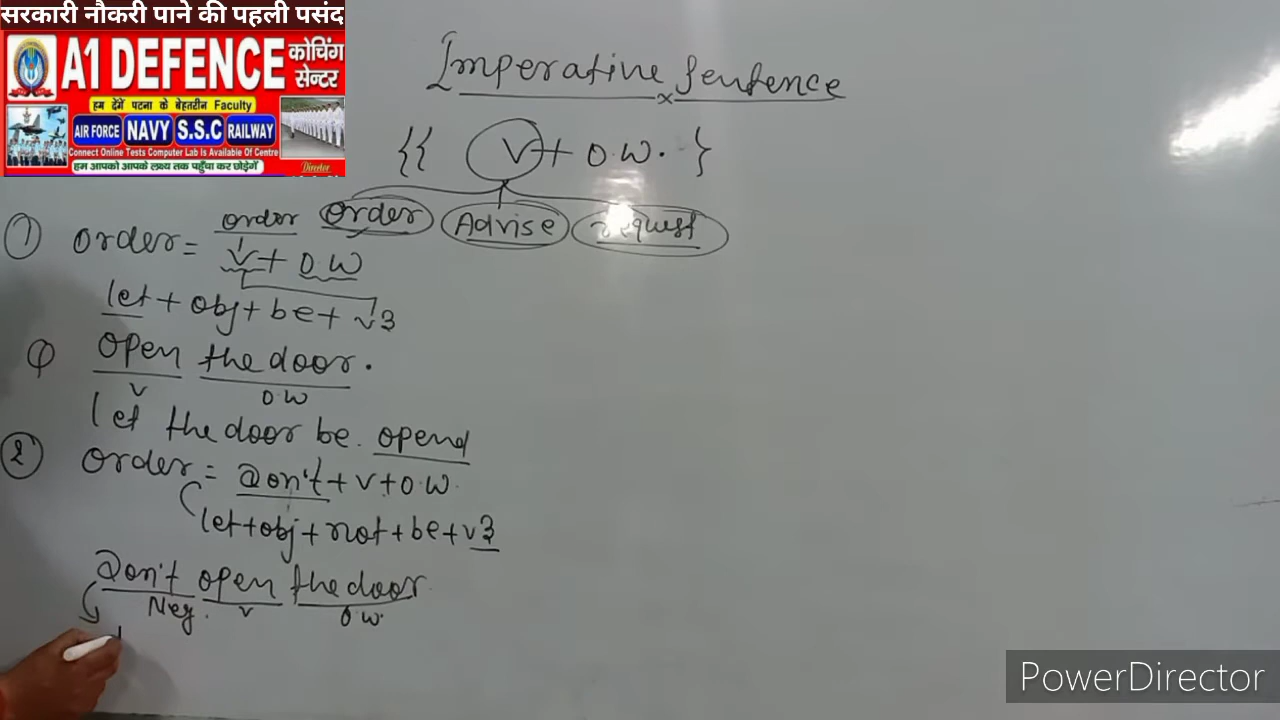 सरकारी नौकरी पाने की पहली पसंद
A1 DEFENCE कोचिंग सेन्टर
हम देंगें पटना के बेहतरीन Faculty
AIR FORCE NAVY S.S.C RAILWAY
Connect Online Tests Computer Lab Is Available Of Centre
हम आपको आपके लक्ष्य तक पहुँचा कर छोड़ेगें
Director
Imperative Sentence
{{ V + O.W. }
order order Advise request
① order = V + O W
let + obj + be + v3
Q open the door.
V O W
let the door be. opend
② order = Don't + V + O.W.
let + obj + not + be + v3
Don't open the door
Neg. V O.W.
PowerDirector